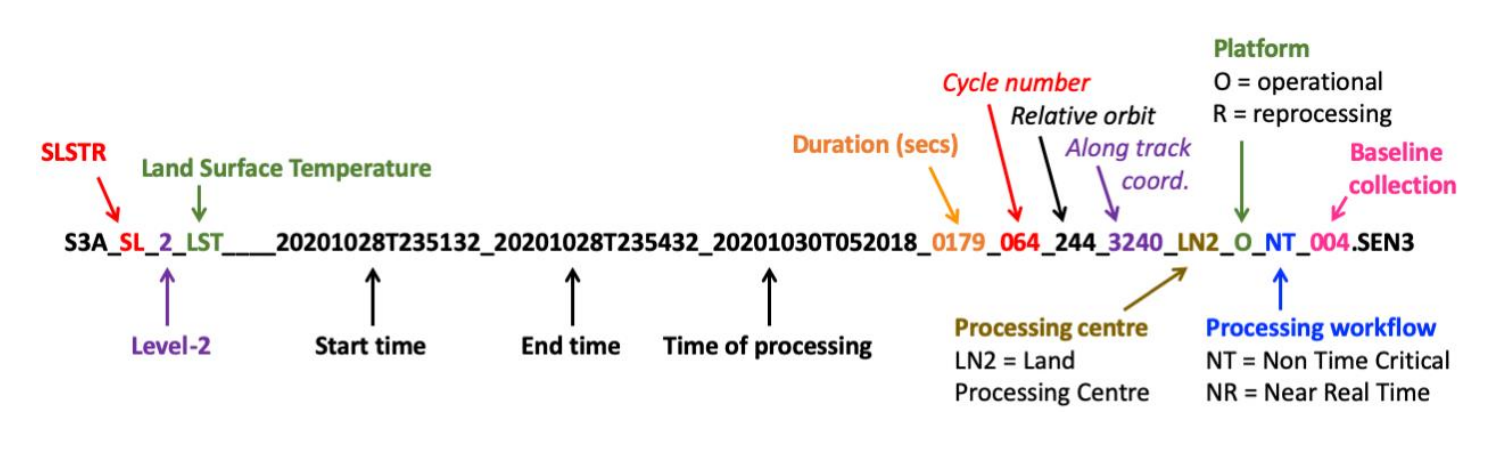 Platform
O = operational
R = reprocessing
Cycle number
Relative orbit
Along track
coord.
Duration (secs)
Baseline
collection
SLSTR
Land Surface Temperature
S3A_SL_2_LST____20201028T235132_20201028T235432_20201030T052018_0179_064_244_3240_LN2_O_NT_004.SEN3
Level-2
Start time
End time
Time of processing
Processing centre
LN2 = Land
Processing Centre
Processing workflow
NT = Non Time Critical
NR = Near Real Time